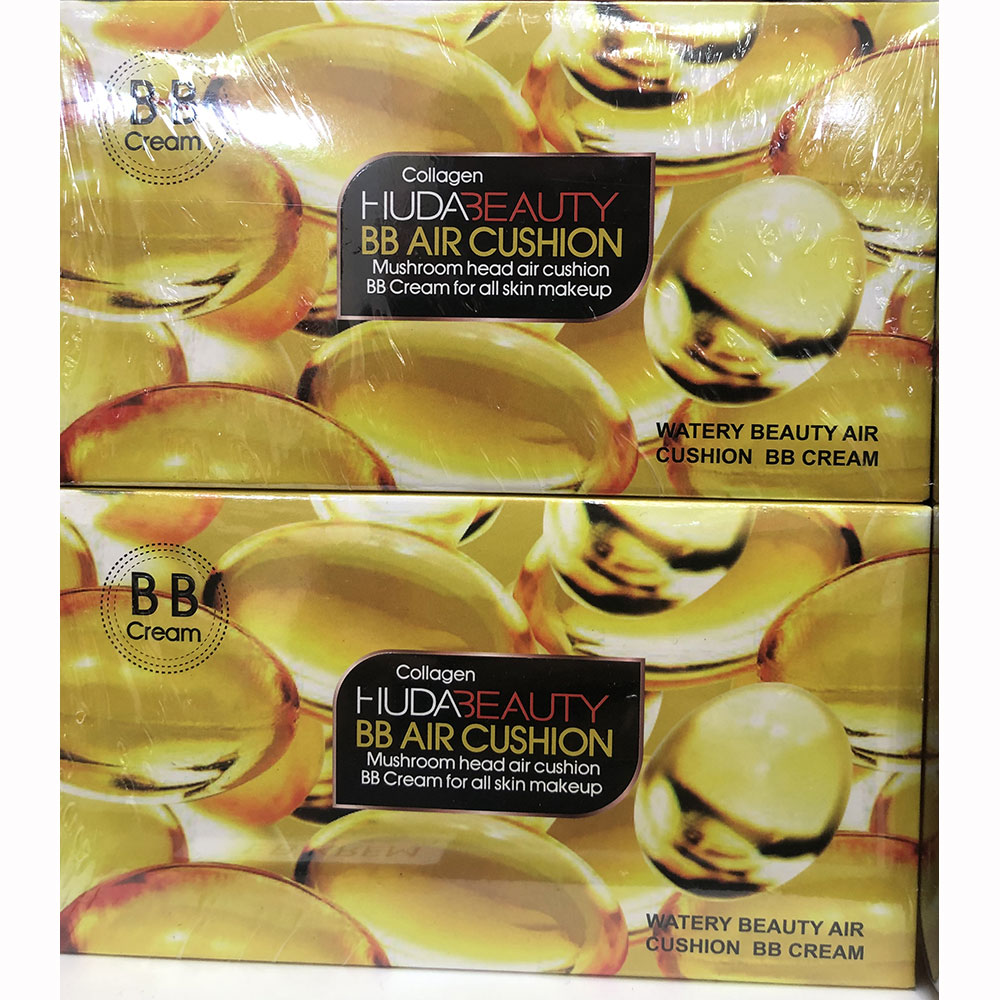 BB
Cream
Collagen
HUDABEAUTY
BB AIR CUSHION
Mushroom head air cushion
BB Cream for all skin makeup
WATERY BEAUTY AIR
CUSHION BB CREAM
BB
Cream
Collagen
HUDABEAUTY
BB AIR CUSHION
Mushroom head air cushion
BB Cream for all skin makeup
WATERY BEAUTY AIR
CUSHION BB CREAM